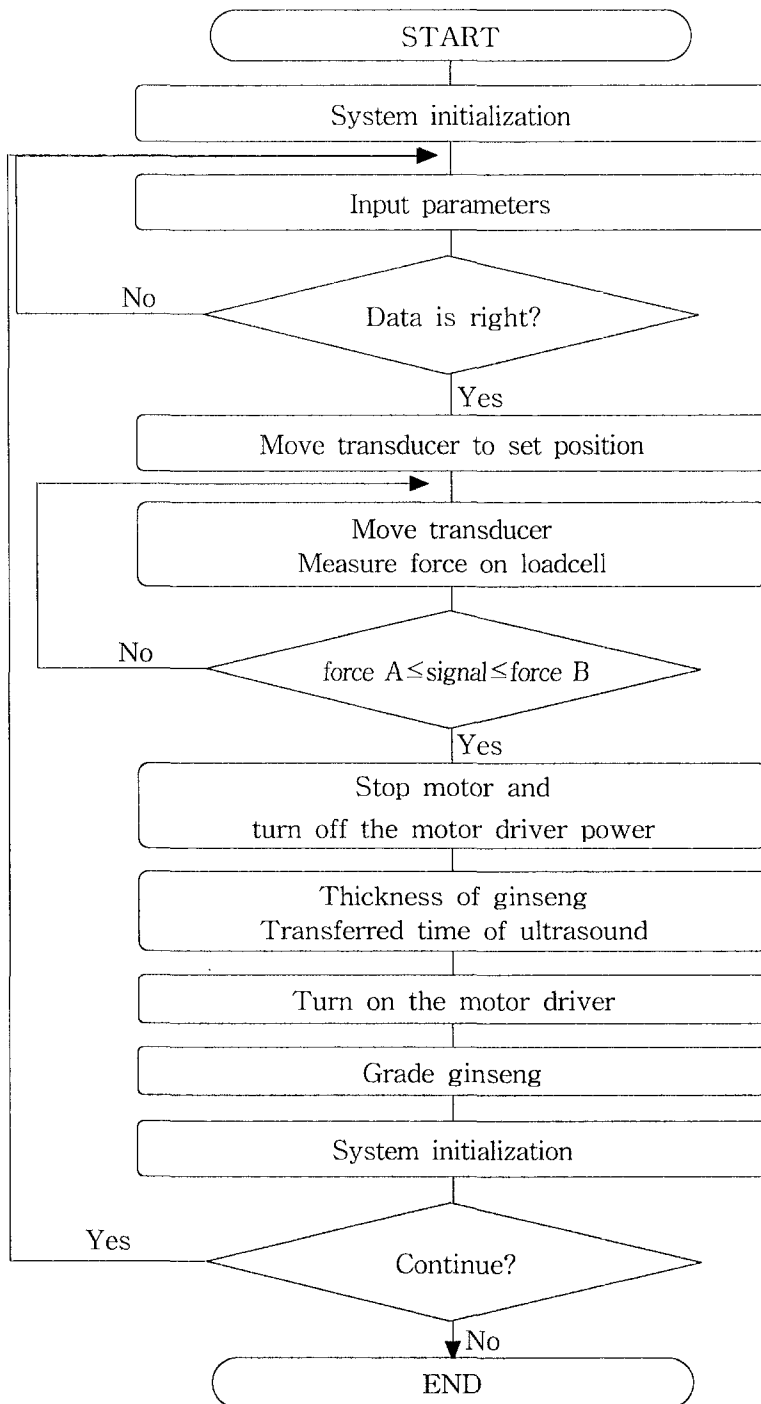 START
System initialization
Input parameters
No
Data is right?
Yes
Move transducer to set position
Move transducer
Measure force on loadcell
No
force A≤signal≤force B
Yes
Stop motor and
turn off the motor driver power
Thickness of ginseng
Transferred time of ultrasound
Turn on the motor driver
Grade ginseng
System initialization
Yes
Continue?
No
END